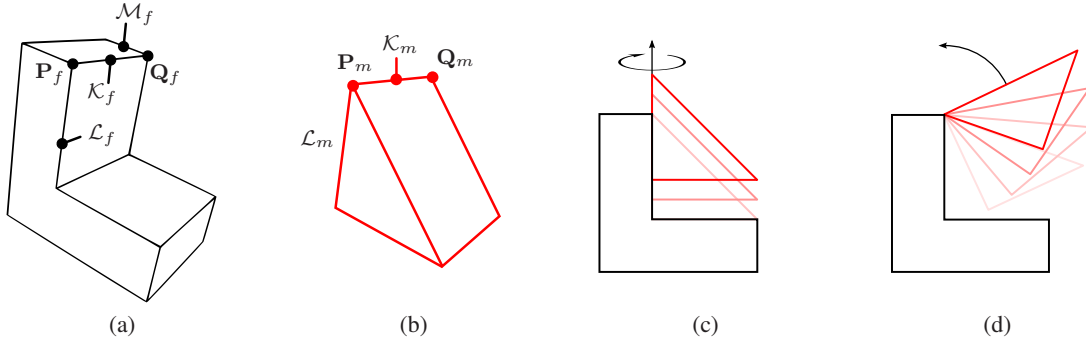 𝓜_f
P_f
Q_f
𝒦_f
ℒ_f
𝒦_m
P_m
Q_m
ℒ_m
(a)
(b)
(c)
(d)